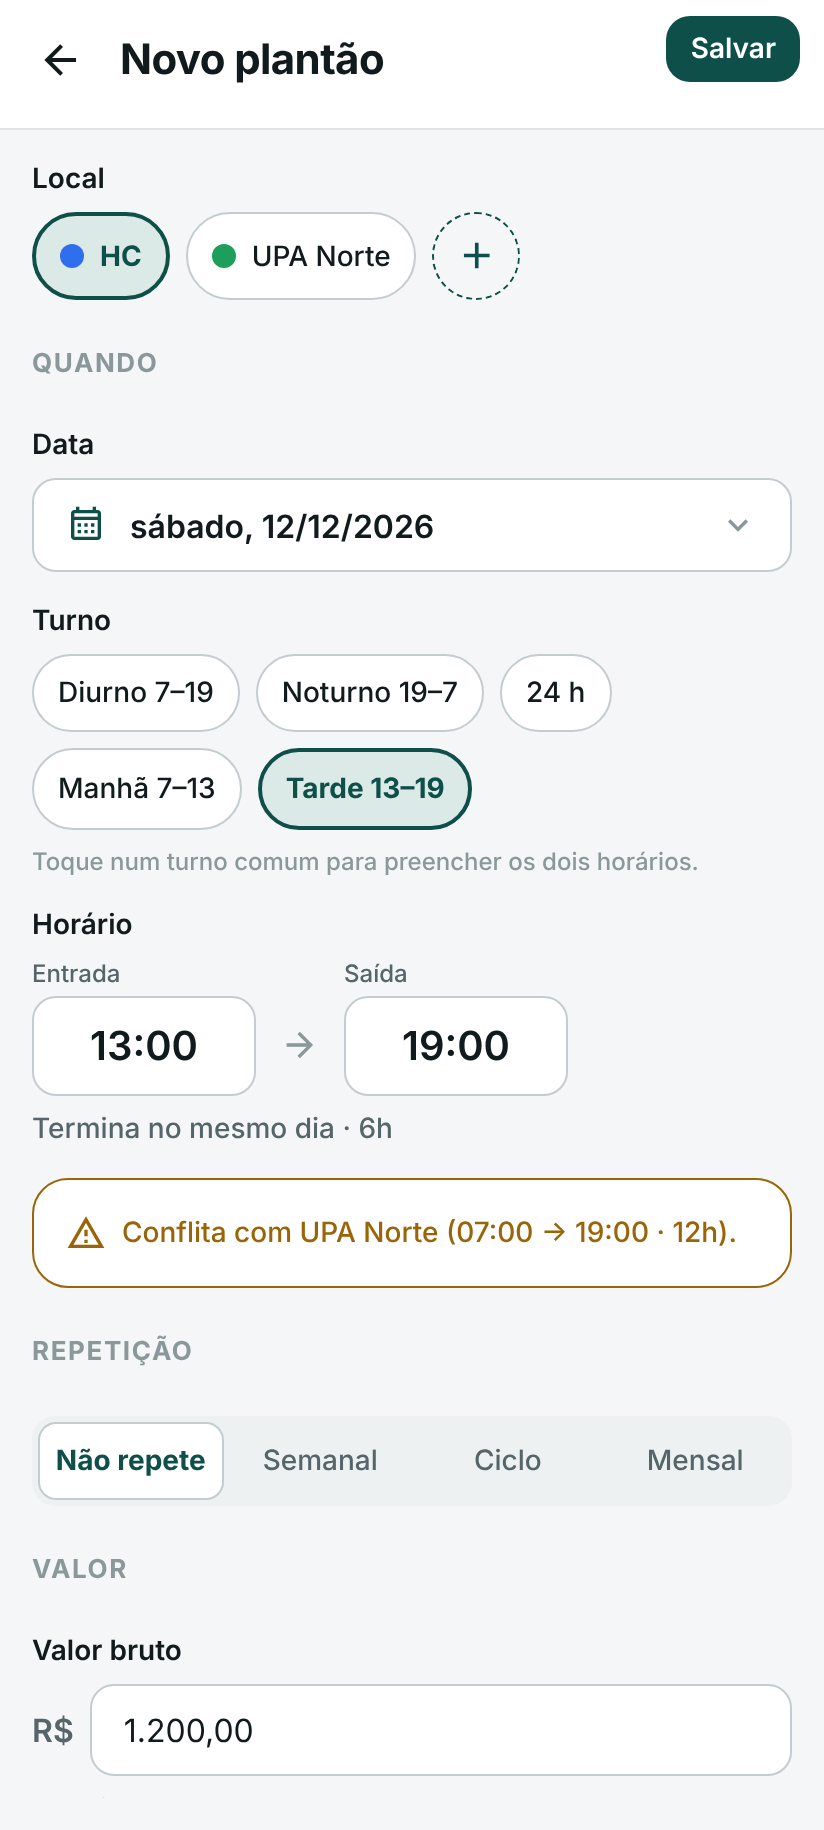 Novo plantão
Salvar
Local
HC
UPA Norte
+
QUANDO
Data
sábado, 12/12/2026
Turno
Diurno 7–19
Noturno 19–7
24 h
Manhã 7–13
Tarde 13–19
Toque num turno comum para preencher os dois horários.
Horário
Entrada
Saída
13:00 → 19:00
Termina no mesmo dia · 6h
Conflita com UPA Norte (07:00 → 19:00 · 12h).
REPETIÇÃO
Não repete
Semanal
Ciclo
Mensal
VALOR
Valor bruto
R$ 1.200,00